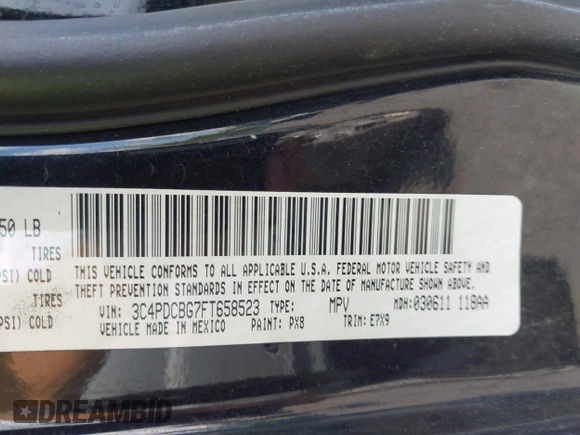 50 LB
TIRES
PSI) COLD
TIRES
PSI) COLD
THIS VEHICLE CONFORMS TO ALL APPLICABLE U.S.A. FEDERAL MOTOR VEHICLE SAFETY AND
THEFT PREVENTION STANDARDS IN EFFECT ON THE DATE OF MANUFACTURE SHOWN ABOVE.
VIN: 3C4PDCBG7FT658523 TYPE: MPV MDH: 030611 118AA
VEHICLE MADE IN MEXICO PAINT: PX8 TRIM: E7X9
DREAMBID